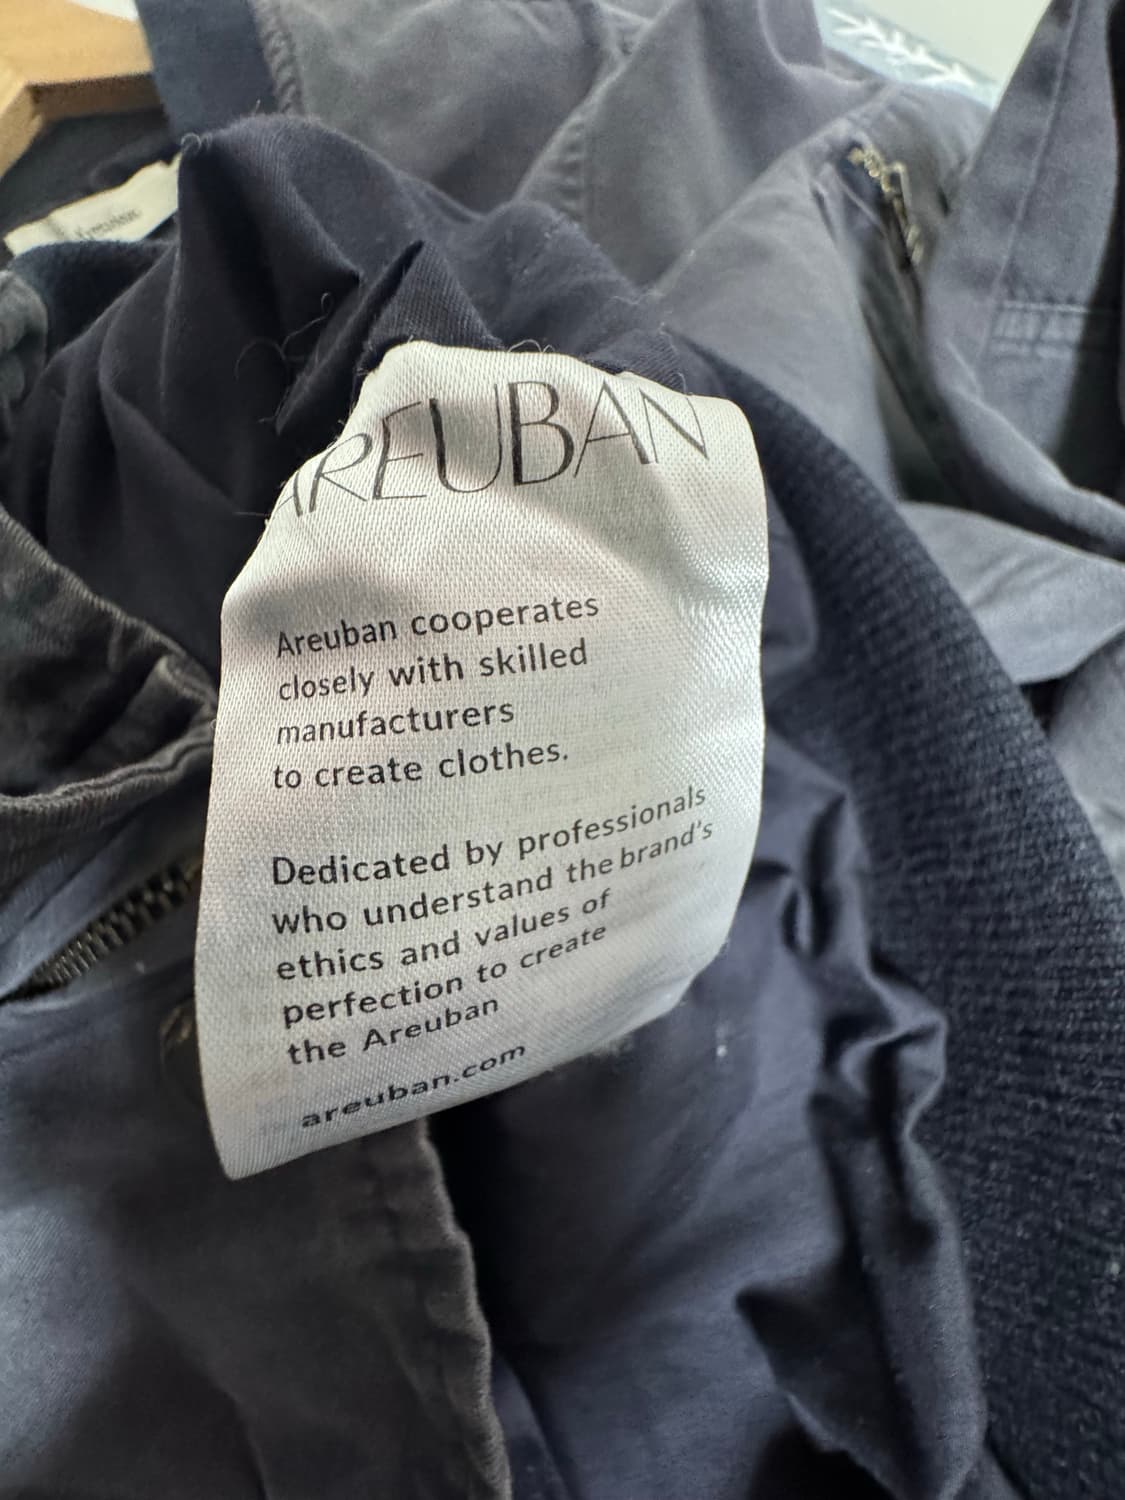 AREUBAN
Areuban cooperates
closely with skilled
manufacturers
to create clothes.
Dedicated by professionals
who understand the brand's
ethics and values of
perfection to create
the Areuban
areuban.com